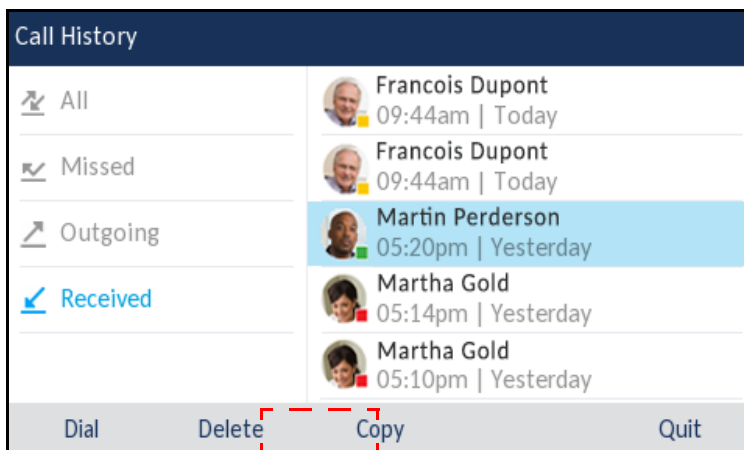 Call History
All
Missed
Outgoing
Received
Francois Dupont
09:44am | Today
Francois Dupont
09:44am | Today
Martin Perderson
05:20pm | Yesterday
Martha Gold
05:14pm | Yesterday
Martha Gold
05:10pm | Yesterday
Dial Delete Copy Quit